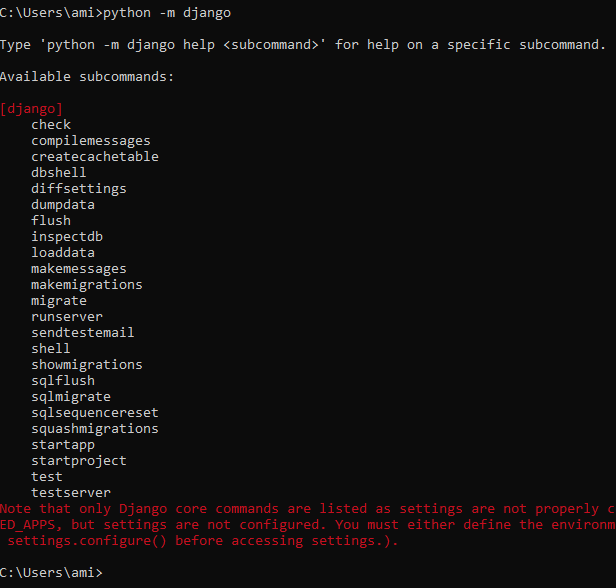 C:\Users\ami>python -m django
Type 'python -m django help <subcommand>' for help on a specific subcommand.
Available subcommands:
[django]
check
compilemessages
createcachetable
dbshell
diffsettings
dumpdata
flush
inspectdb
loaddata
makemessages
makemigrations
migrate
runserver
sendtestemail
shell
showmigrations
sqlflush
sqlmigrate
sqlsequencereset
squashmigrations
startapp
startproject
test
testserver
Note that only Django core commands are listed as settings are not properly c
ED_APPS, but settings are not configured. You must either define the environm
settings.configure() before accessing settings.).
C:\Users\ami>